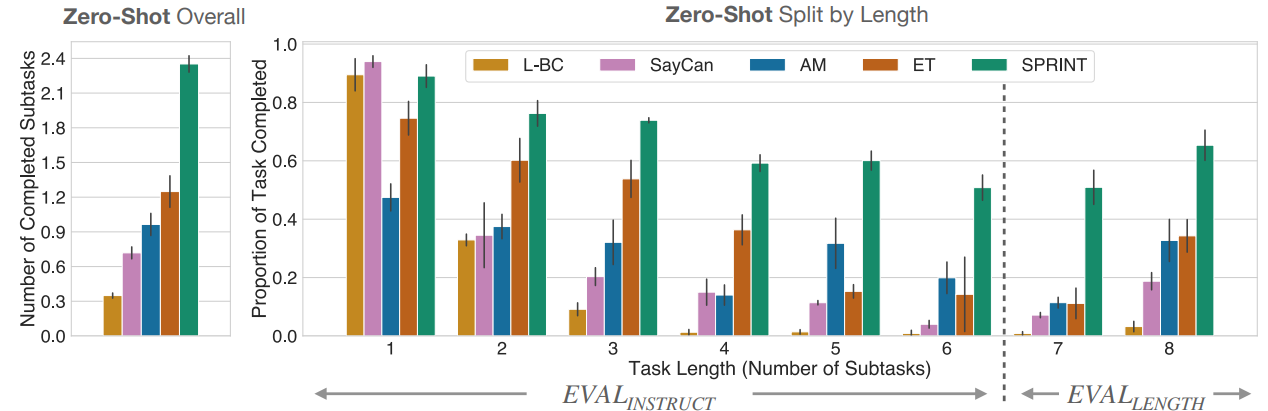 Zero-Shot Overall
Number of Completed Subtasks
2.4
2.1
1.8
1.5
1.2
0.9
0.6
0.3
0.0
Zero-Shot Split by Length
Proportion of Task Completed
1.0
0.8
0.6
0.4
0.2
0.0
L-BC SayCan AM ET SPRINT
1 2 3 4 5 6 7 8
Task Length (Number of Subtasks)
EVAL_INSTRUCT EVAL_LENGTH